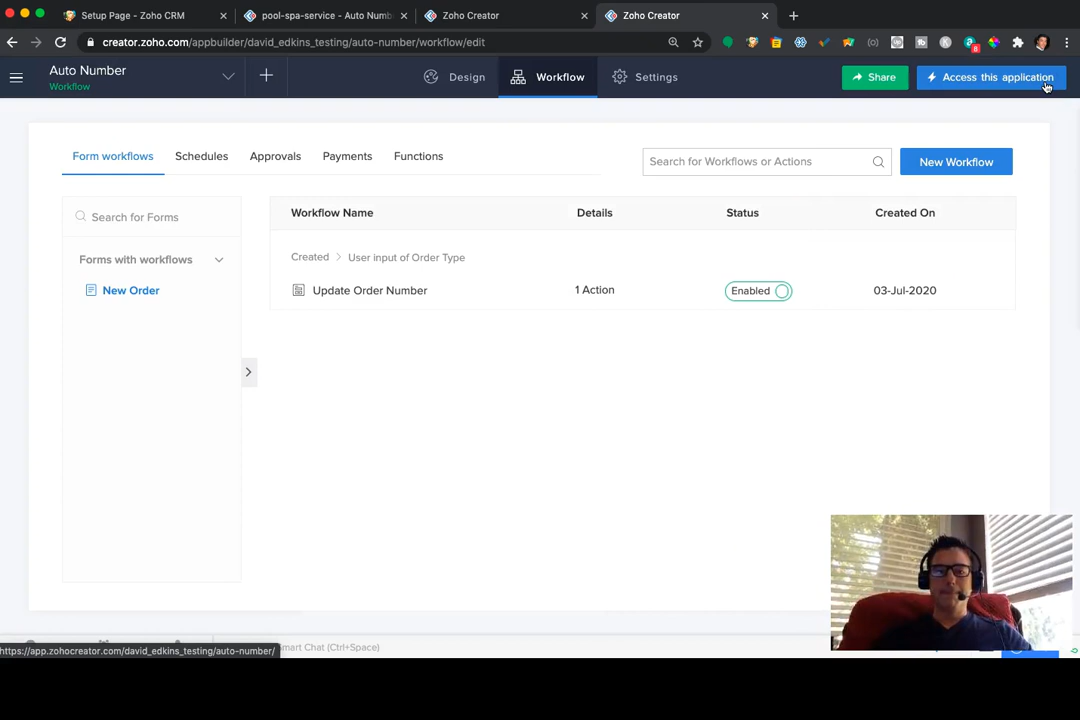 Setup Page - Zoho CRM
pool-spa-service - Auto Numb
Zoho Creator
Zoho Creator
creator.zoho.com/appbuilder/david_edkins_testing/auto-number/workflow/edit
8
Auto Number
Workflow
Design
Workflow
Settings
Share
Access this application
Form workflows
Schedules
Approvals
Payments
Functions
Search for Workflows or Actions
New Workflow
Search for Forms
Workflow Name
Details
Status
Created On
Forms with workflows
Created
User input of Order Type
New Order
Update Order Number
1 Action
Enabled
03-Jul-2020
Smart Chat (Ctrl+Space)
https://app.zohocreator.com/david_edkins_testing/auto-number/